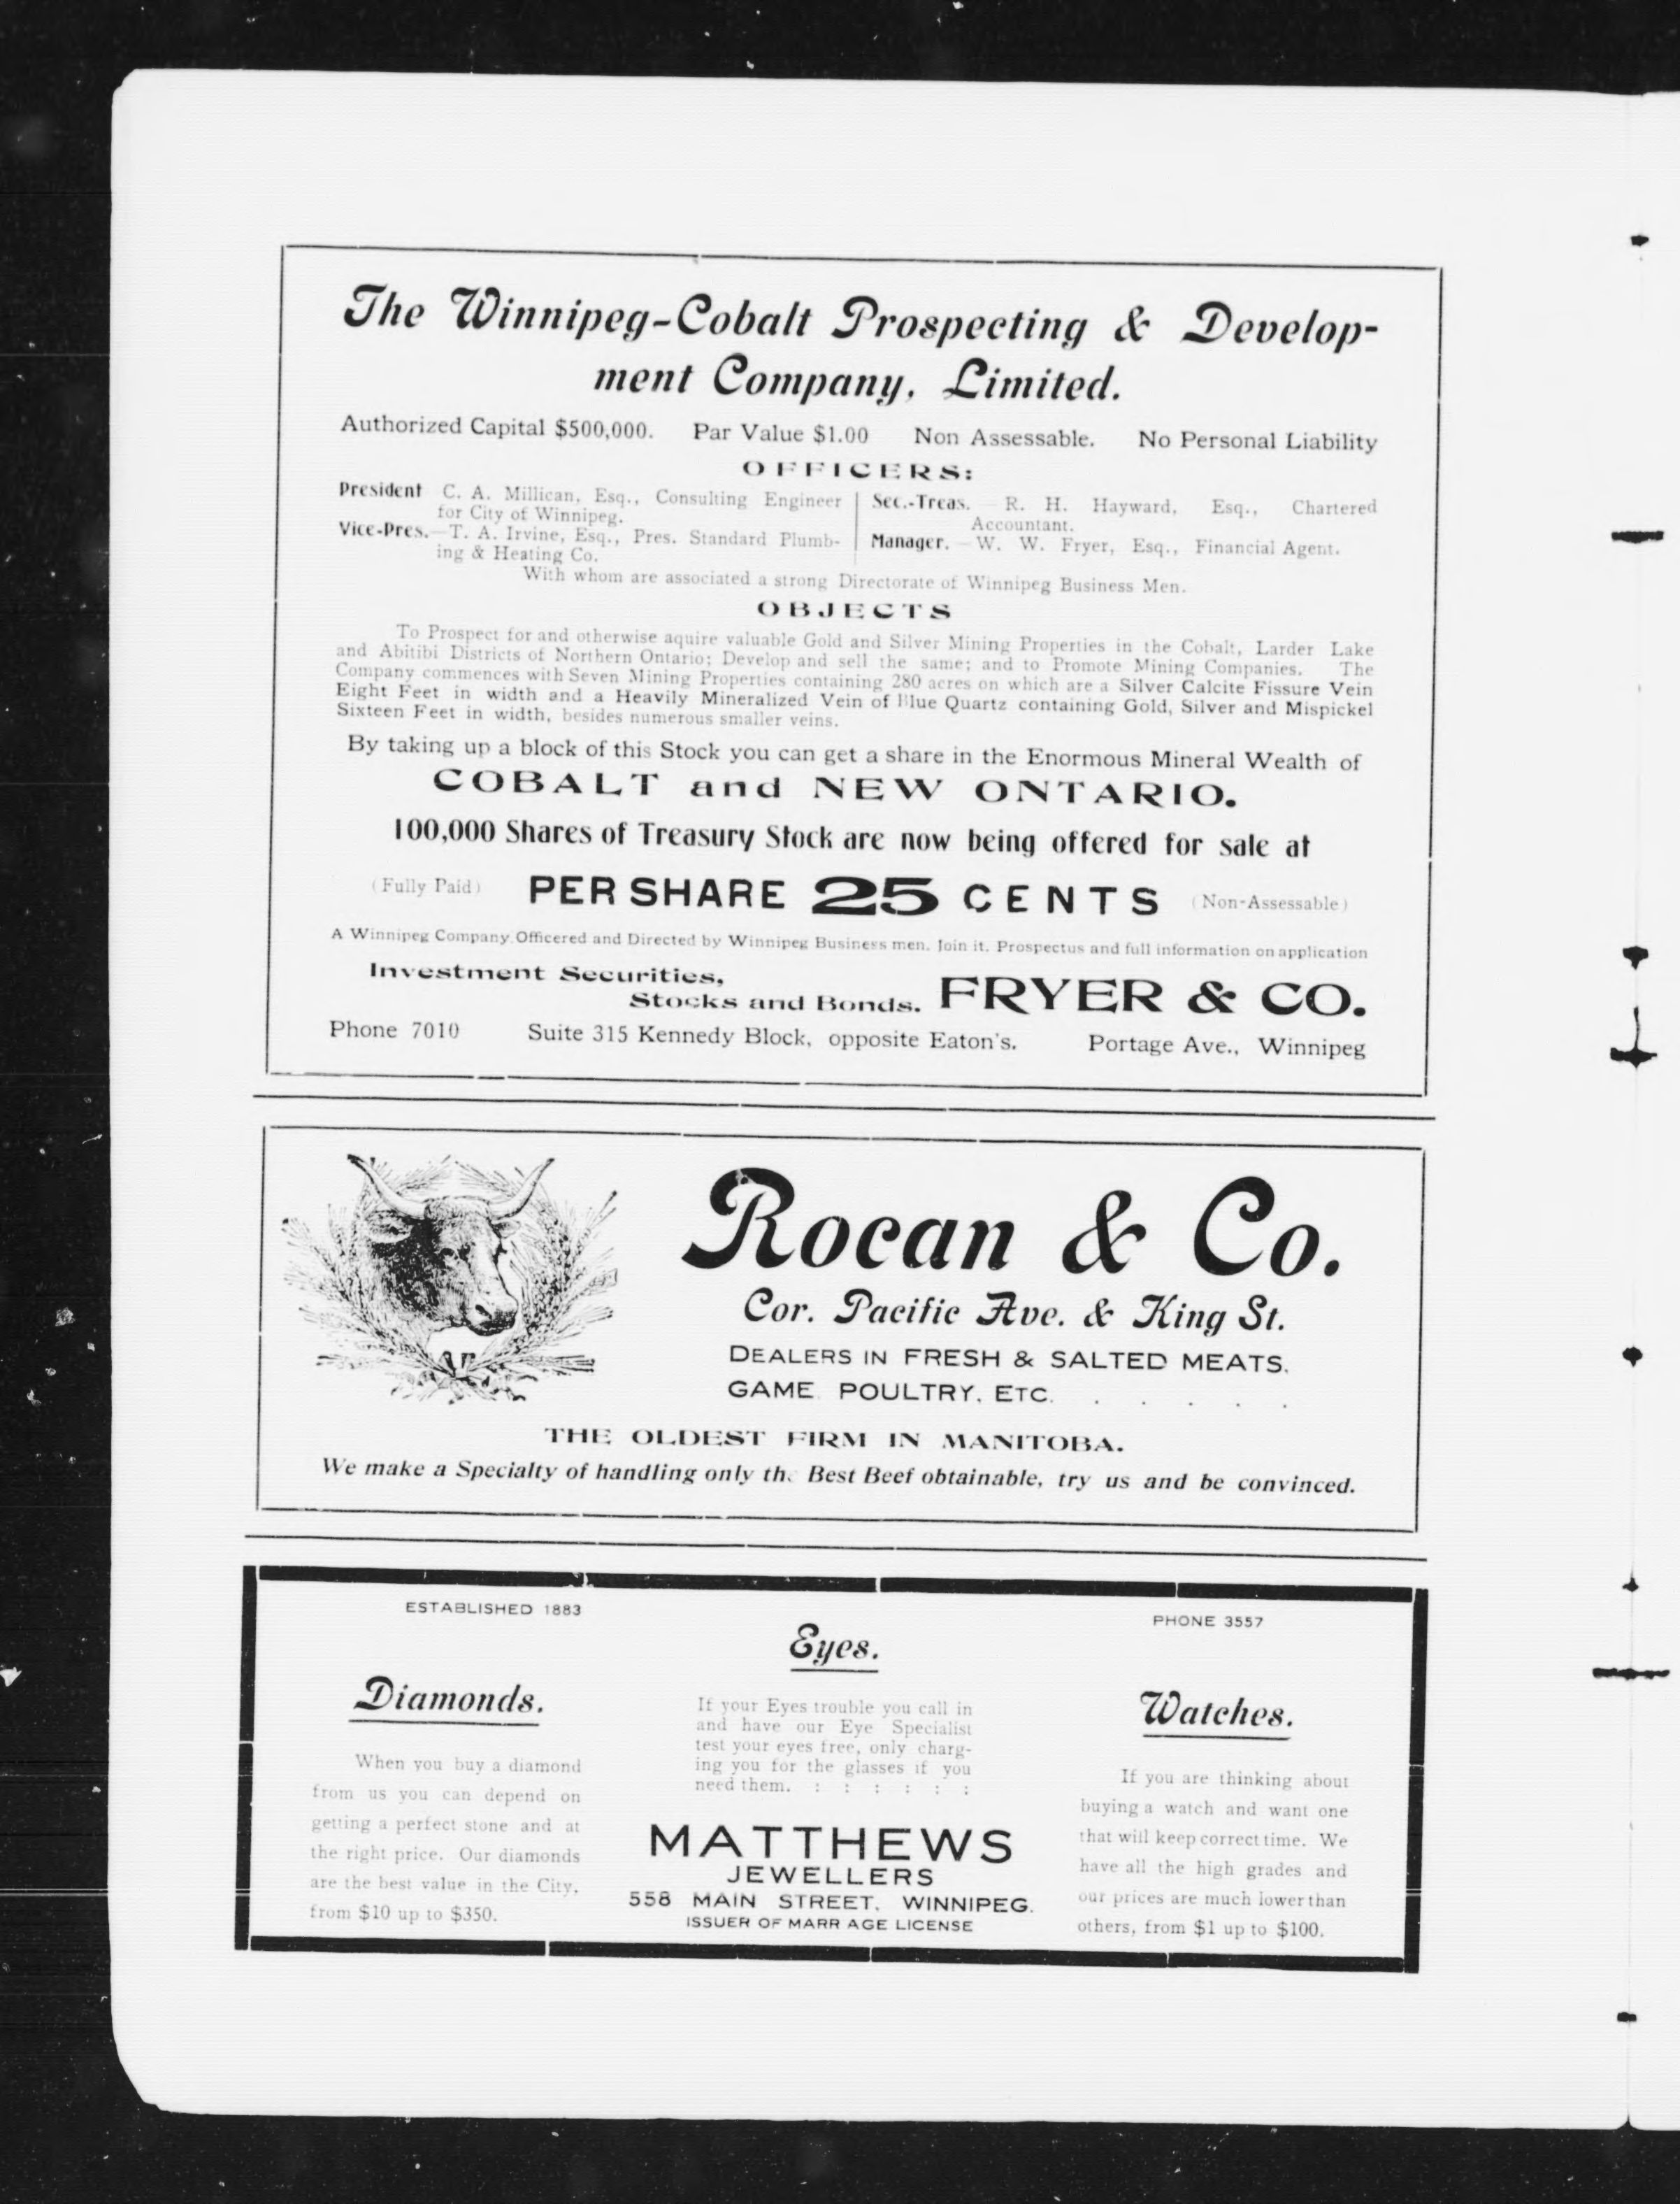 The Winnipeg-Cobalt Prospecting & Develop-
ment Company, Limited.
Authorized Capital $500,000. Par Value $1.00 Non Assessable. No Personal Liability
OFFICERS:
President C. A. Millican, Esq., Consulting Engineer
for City of Winnipeg.
Vice-Pres.—T. A. Irvine, Esq., Pres. Standard Plumb-
ing & Heating Co.
Sec.-Treas. — R. H. Hayward, Esq., Chartered
Accountant.
Manager. — W. W. Fryer, Esq., Financial Agent.
With whom are associated a strong Directorate of Winnipeg Business Men.
OBJECTS
To Prospect for and otherwise aquire valuable Gold and Silver Mining Properties in the Cobalt, Larder Lake
and Abitibi Districts of Northern Ontario; Develop and sell the same; and to Promote Mining Companies. The
Company commences with Seven Mining Properties containing 280 acres on which are a Silver Calcite Fissure Vein
Eight Feet in width and a Heavily Mineralized Vein of Blue Quartz containing Gold, Silver and Mispickel
Sixteen Feet in width, besides numerous smaller veins.
By taking up a block of this Stock you can get a share in the Enormous Mineral Wealth of
COBALT and NEW ONTARIO.
100,000 Shares of Treasury Stock are now being offered for sale at
(Fully Paid) PER SHARE 25 CENTS (Non-Assessable)
A Winnipeg Company Officered and Directed by Winnipeg Business men. Join it. Prospectus and full information on application
Investment Securities,
Stocks and Bonds. FRYER & CO.
Phone 7010 Suite 315 Kennedy Block, opposite Eaton's. Portage Ave., Winnipeg
Rocan & Co.
Cor. Pacific Ave. & King St.
DEALERS IN FRESH & SALTED MEATS.
GAME POULTRY, ETC. . . . . .
THE OLDEST FIRM IN MANITOBA.
We make a Specialty of handling only the Best Beef obtainable, try us and be convinced.
ESTABLISHED 1883
Diamonds.
When you buy a diamond
from us you can depend on
getting a perfect stone and at
the right price. Our diamonds
are the best value in the City,
from $10 up to $350.
Eyes.
If your Eyes trouble you call in
and have our Eye Specialist
test your eyes free, only charg-
ing you for the glasses if you
need them. : : : : : :
MATTHEWS
JEWELLERS
558 MAIN STREET, WINNIPEG.
ISSUER OF MARR AGE LICENSE
PHONE 3557
Watches.
If you are thinking about
buying a watch and want one
that will keep correct time. We
have all the high grades and
our prices are much lower than
others, from $1 up to $100.